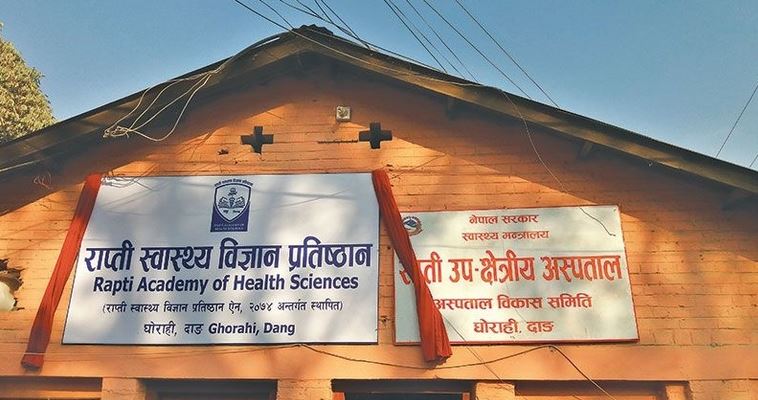 राप्ती स्वास्थ्य विज्ञान प्रतिष्ठान
Rapti Academy of Health Sciences
(राप्ती स्वास्थ्य विज्ञान प्रतिष्ठान ऐन, २०७४ अन्तर्गत स्थापित)
घोराही, दाङ Ghorahi, Dang
नेपाल सरकार
स्वास्थ्य मन्त्रालय
उप-क्षेत्रीय अस्पताल
अस्पताल विकास समिति
घोराही, दाङ